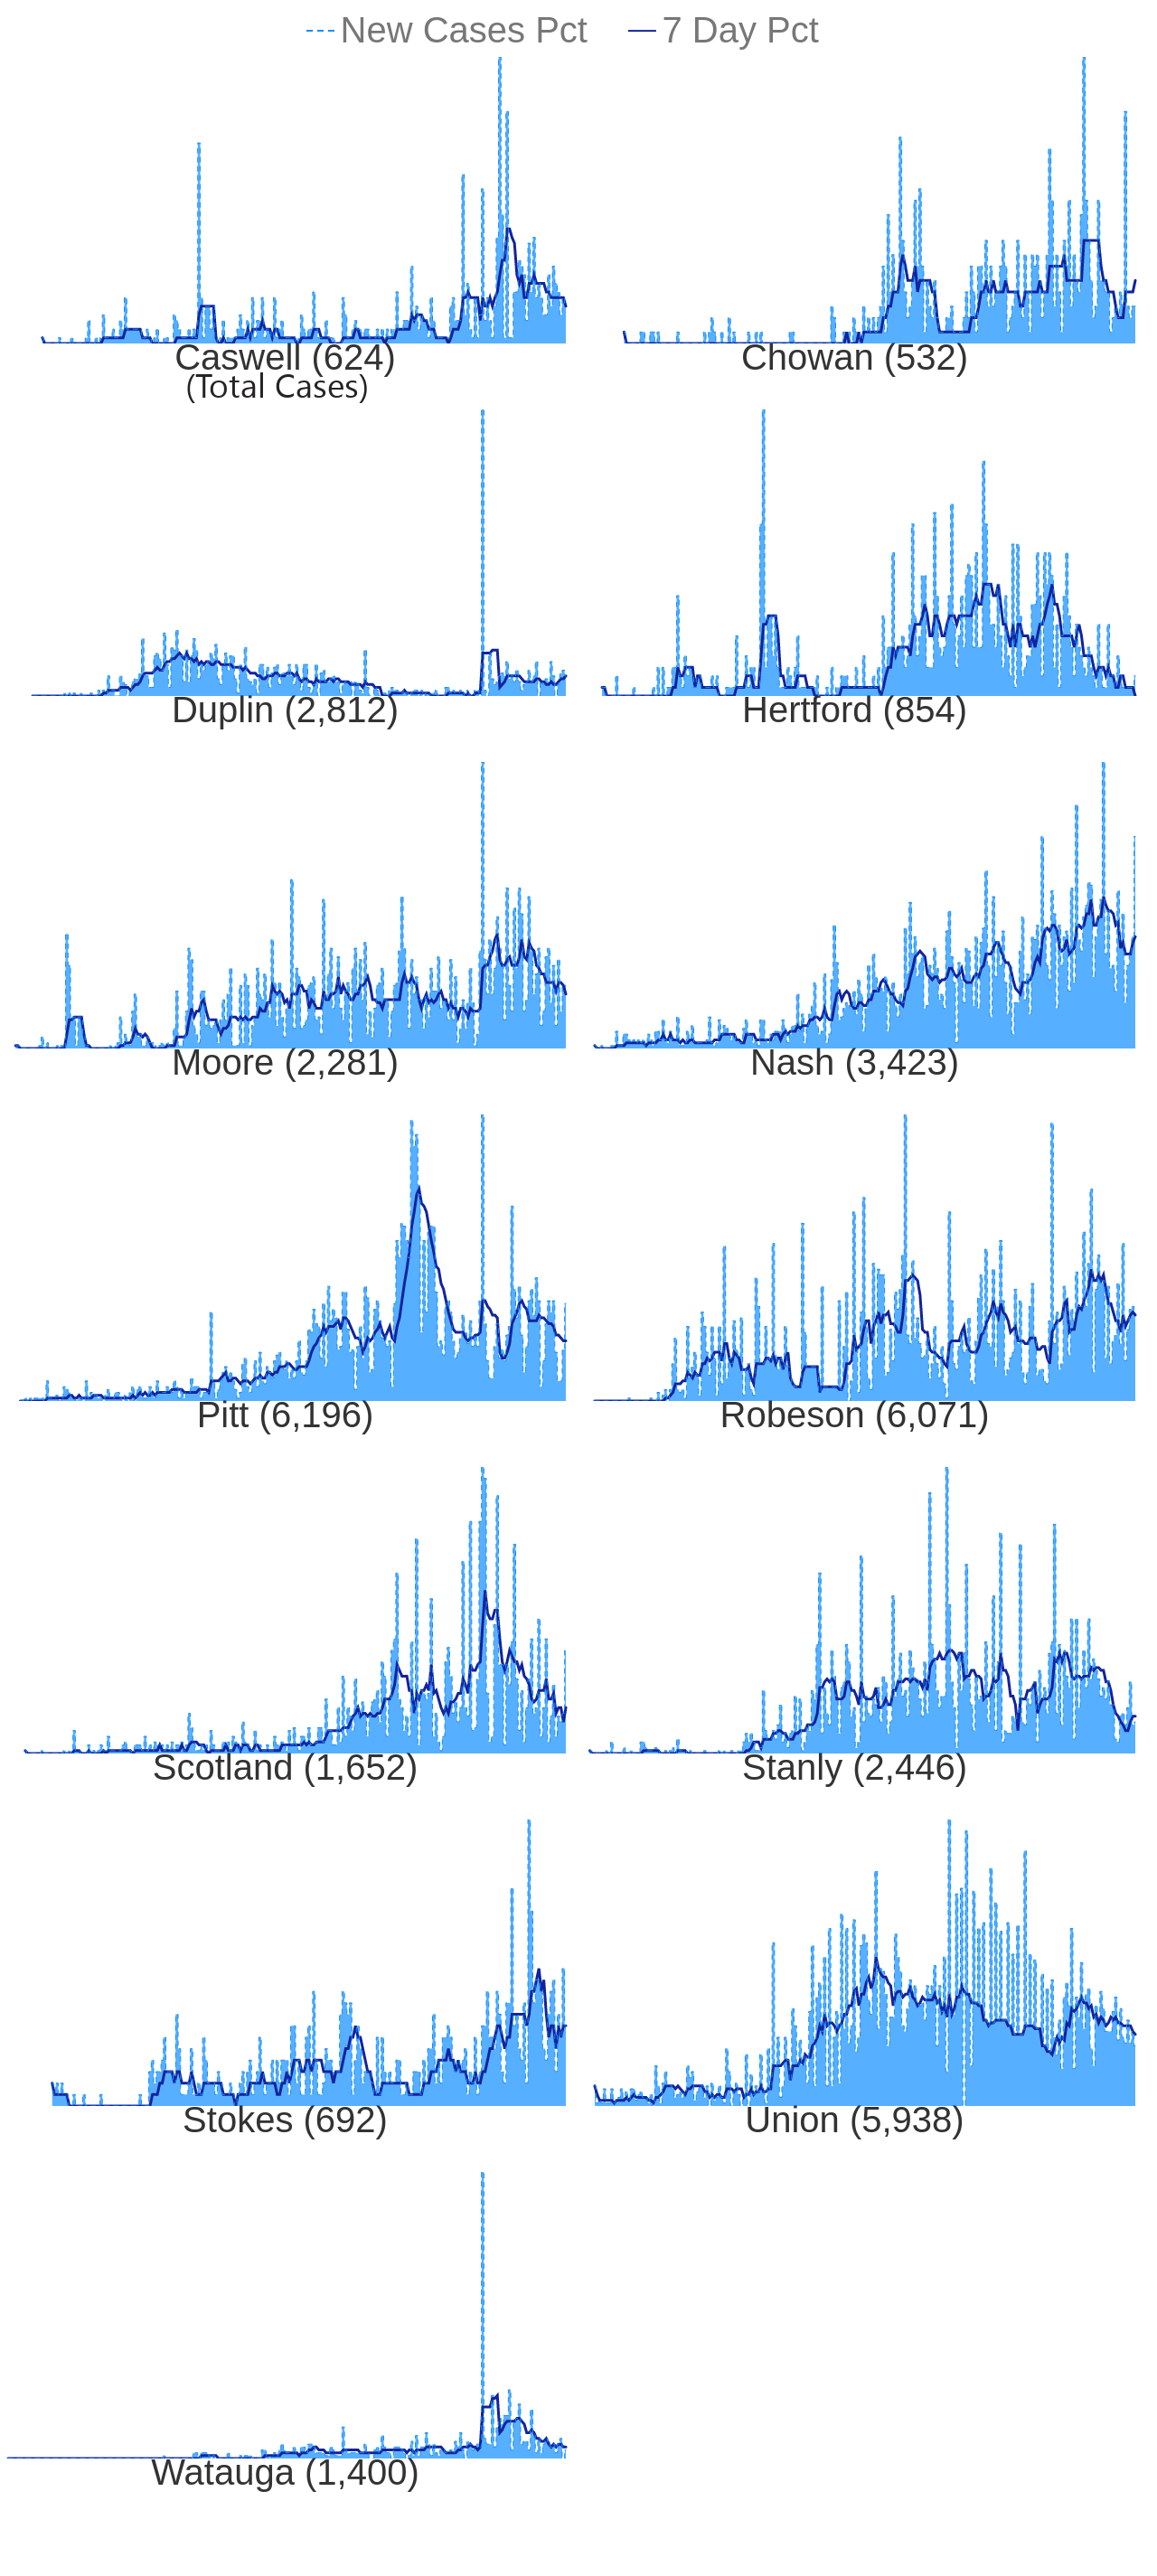 New Cases Pct 7 Day Pct
Caswell (624) Chowan (532)
(Total Cases)
Duplin (2,812) Hertford (854)
Moore (2,281) Nash (3,423)
Pitt (6,196) Robeson (6,071)
Scotland (1,652) Stanly (2,446)
Stokes (692) Union (5,938)
Watauga (1,400)